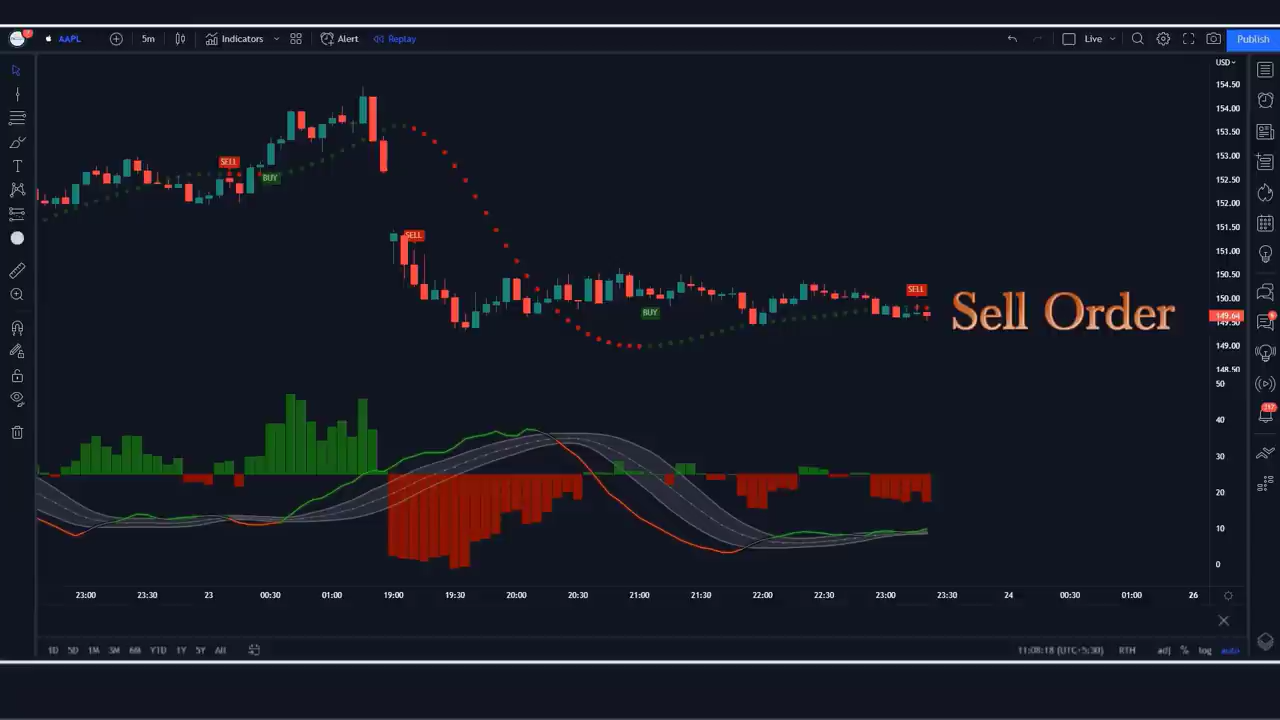 AAPL 5m Indicators Alert Replay Live Publish
USD
154.50
154.00
153.50
153.00
152.50
152.00
151.50
151.00
150.50
150.00
149.64
149.50
149.00
148.50
SELL
BUY
SELL
BUY
SELL
Sell Order
50
40
30
20
10
0
23:00 23:30 23 00:30 01:00 19:00 19:30 20:00 20:30 21:00 21:30 22:00 22:30 23:00 23:30 24 00:30 01:00 26
1D 5D 1M 3M 6M YTD 1Y 5Y All 11:08:18 (UTC+5:30) RTH adj % log auto